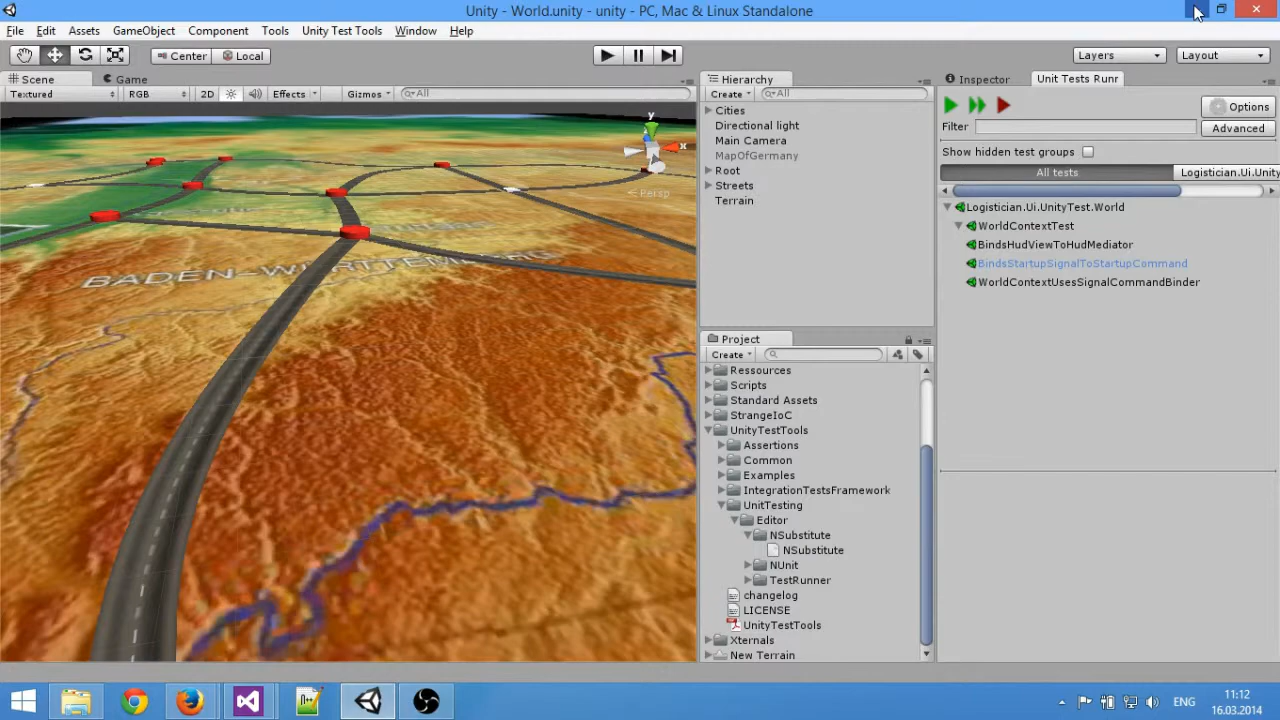 Unity - World.unity - unity - PC, Mac & Linux Standalone
File Edit Assets GameObject Component Tools Unity Test Tools Window Help
Center Local Layers Layout
Scene Game
Textured RGB 2D Effects Gizmos All
y
x
Persp
BADEN-WÜRTTEMBERG
Hierarchy
Create All
Cities
Directional light
Main Camera
MapOfGermany
Root
Streets
Terrain
Project
Create
Ressources
Scripts
Standard Assets
StrangeIoC
UnityTestTools
Assertions
Common
Examples
IntegrationTestsFramework
UnitTesting
Editor
NSubstitute
NSubstitute
NUnit
TestRunner
changelog
LICENSE
UnityTestTools
Xternals
New Terrain
Inspector Unit Tests Runr
Options
Filter Advanced
Show hidden test groups
All tests Logistician.Ui.Unity
Logistician.Ui.UnityTest.World
WorldContextTest
BindsHudViewToHudMediator
BindsStartupSignalToStartupCommand
WorldContextUsesSignalCommandBinder
ENG
11:12
16.03.2014